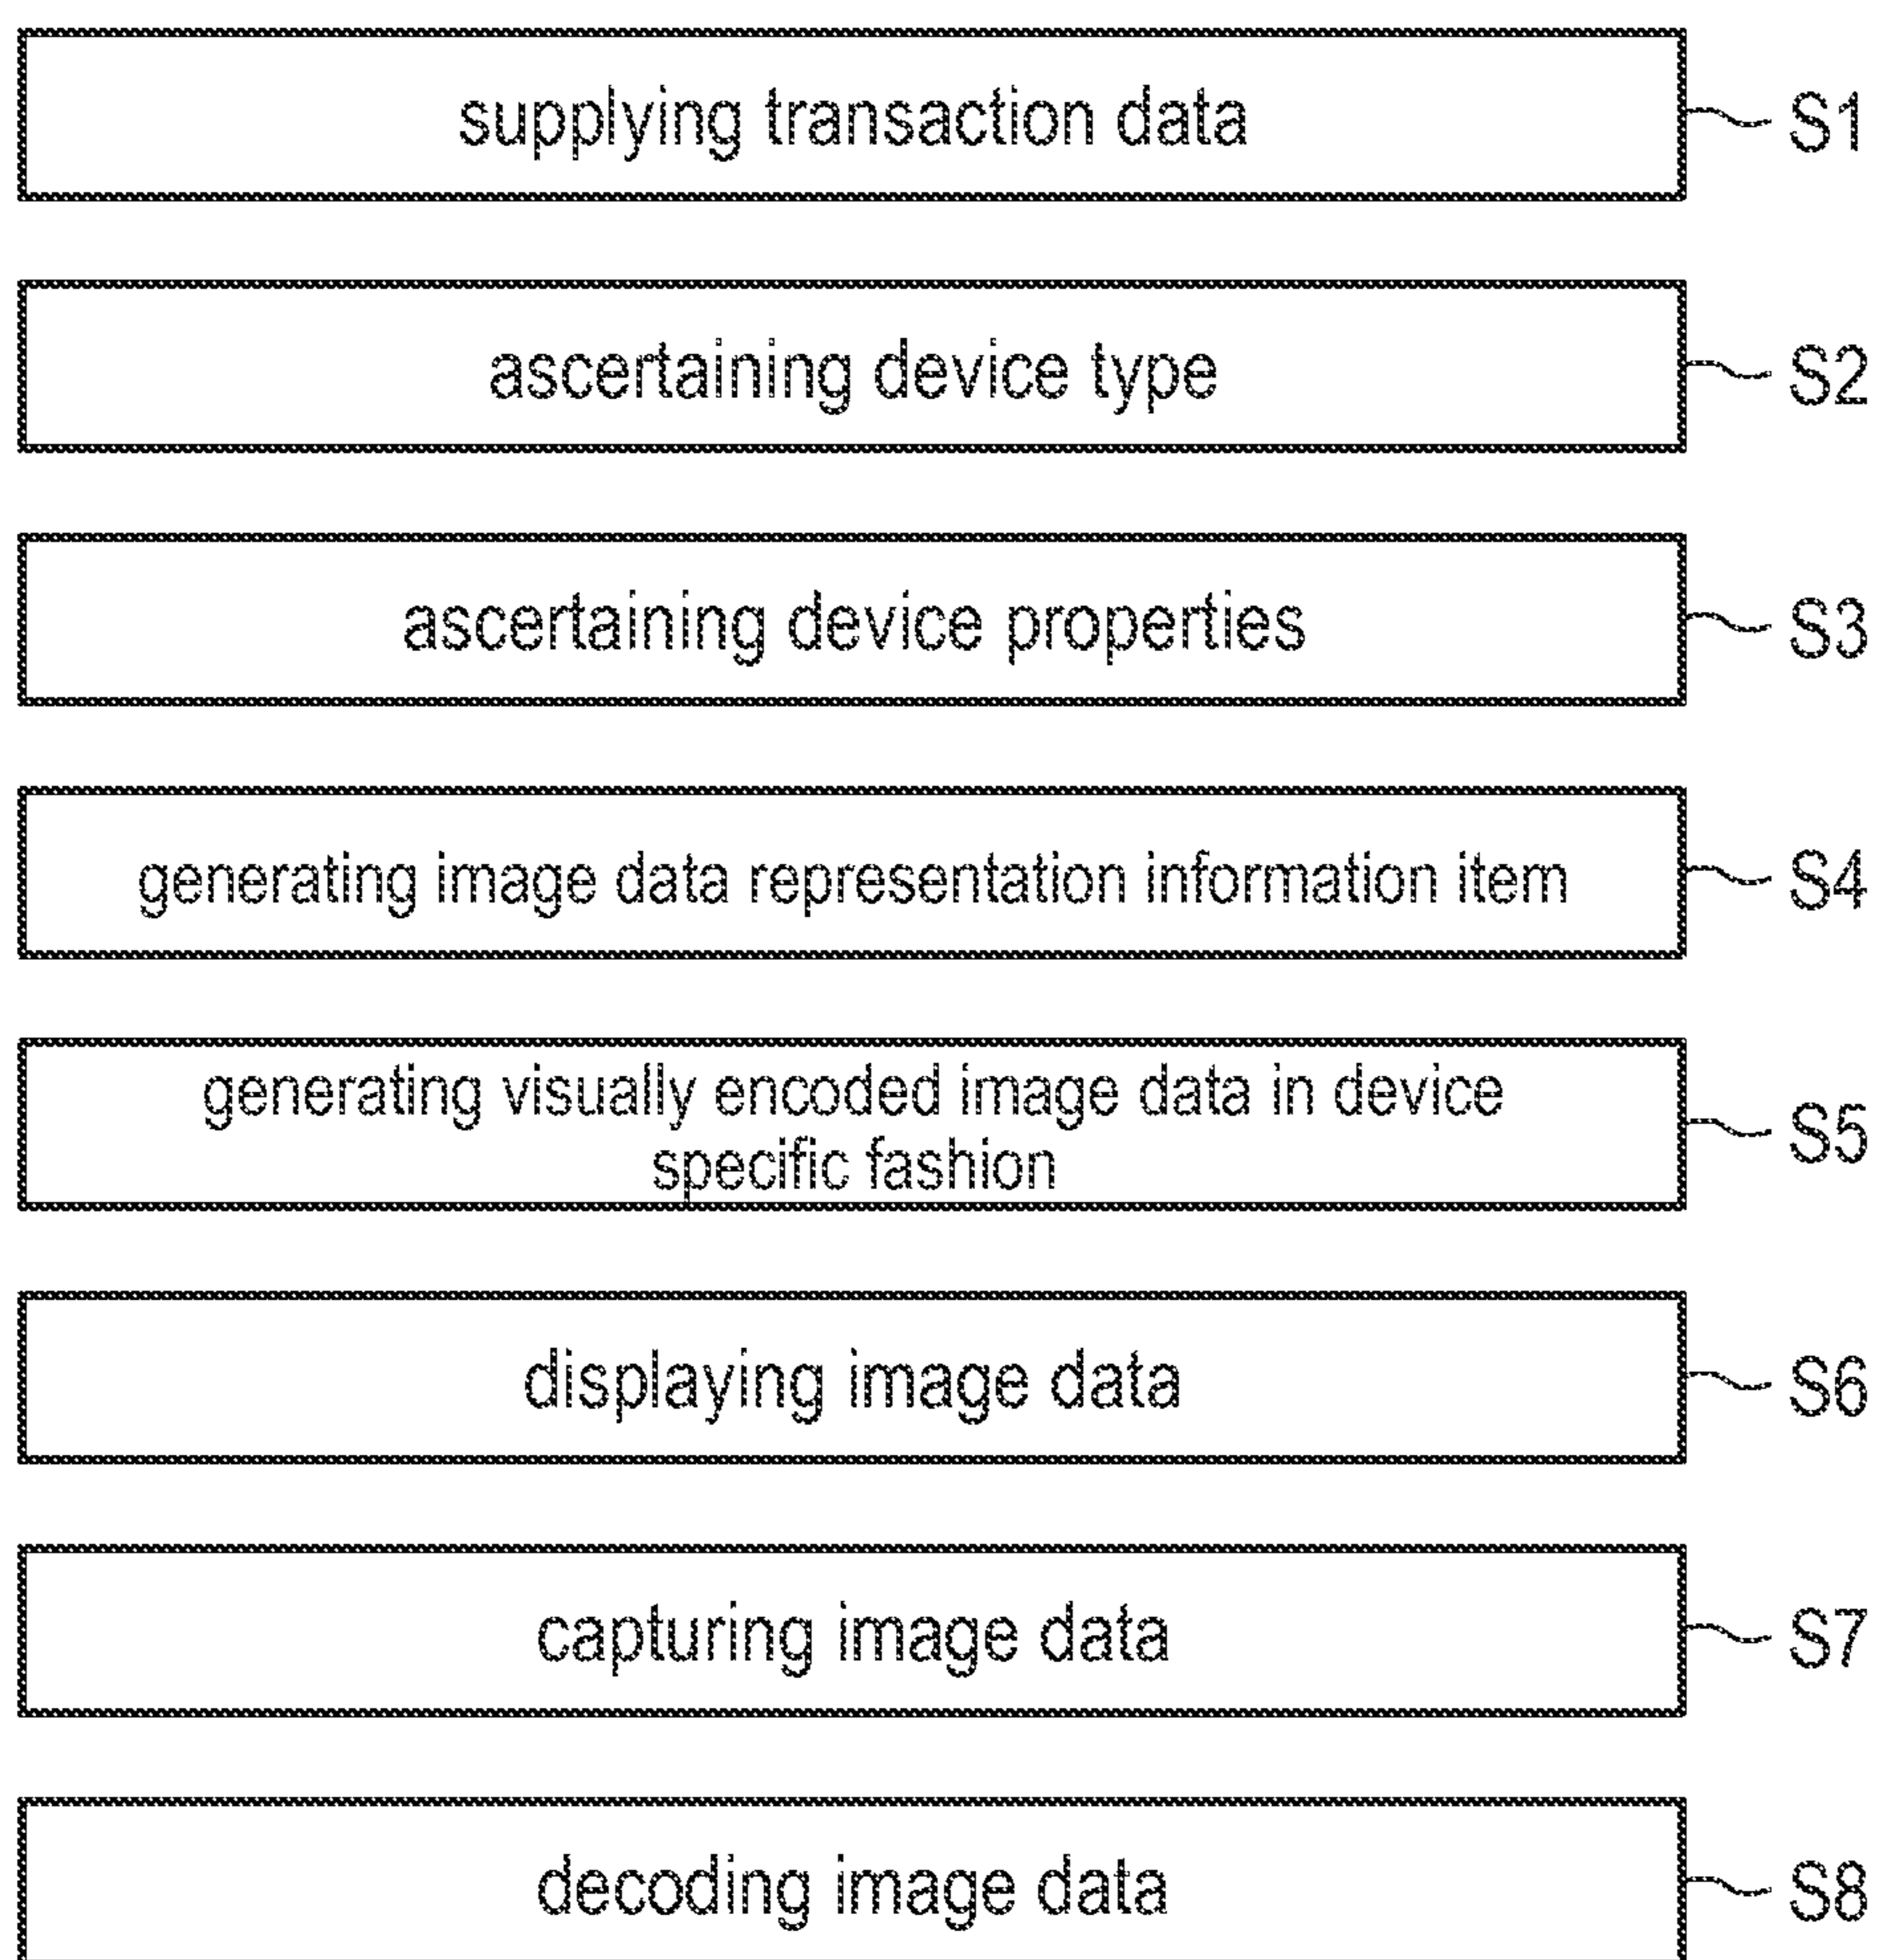 supplying transaction data S1
ascertaining device type S2
ascertaining device properties S3
generating image data representation information item S4
generating visually encoded image data in device
specific fashion S5
displaying image data S6
capturing image data S7
decoding image data S8